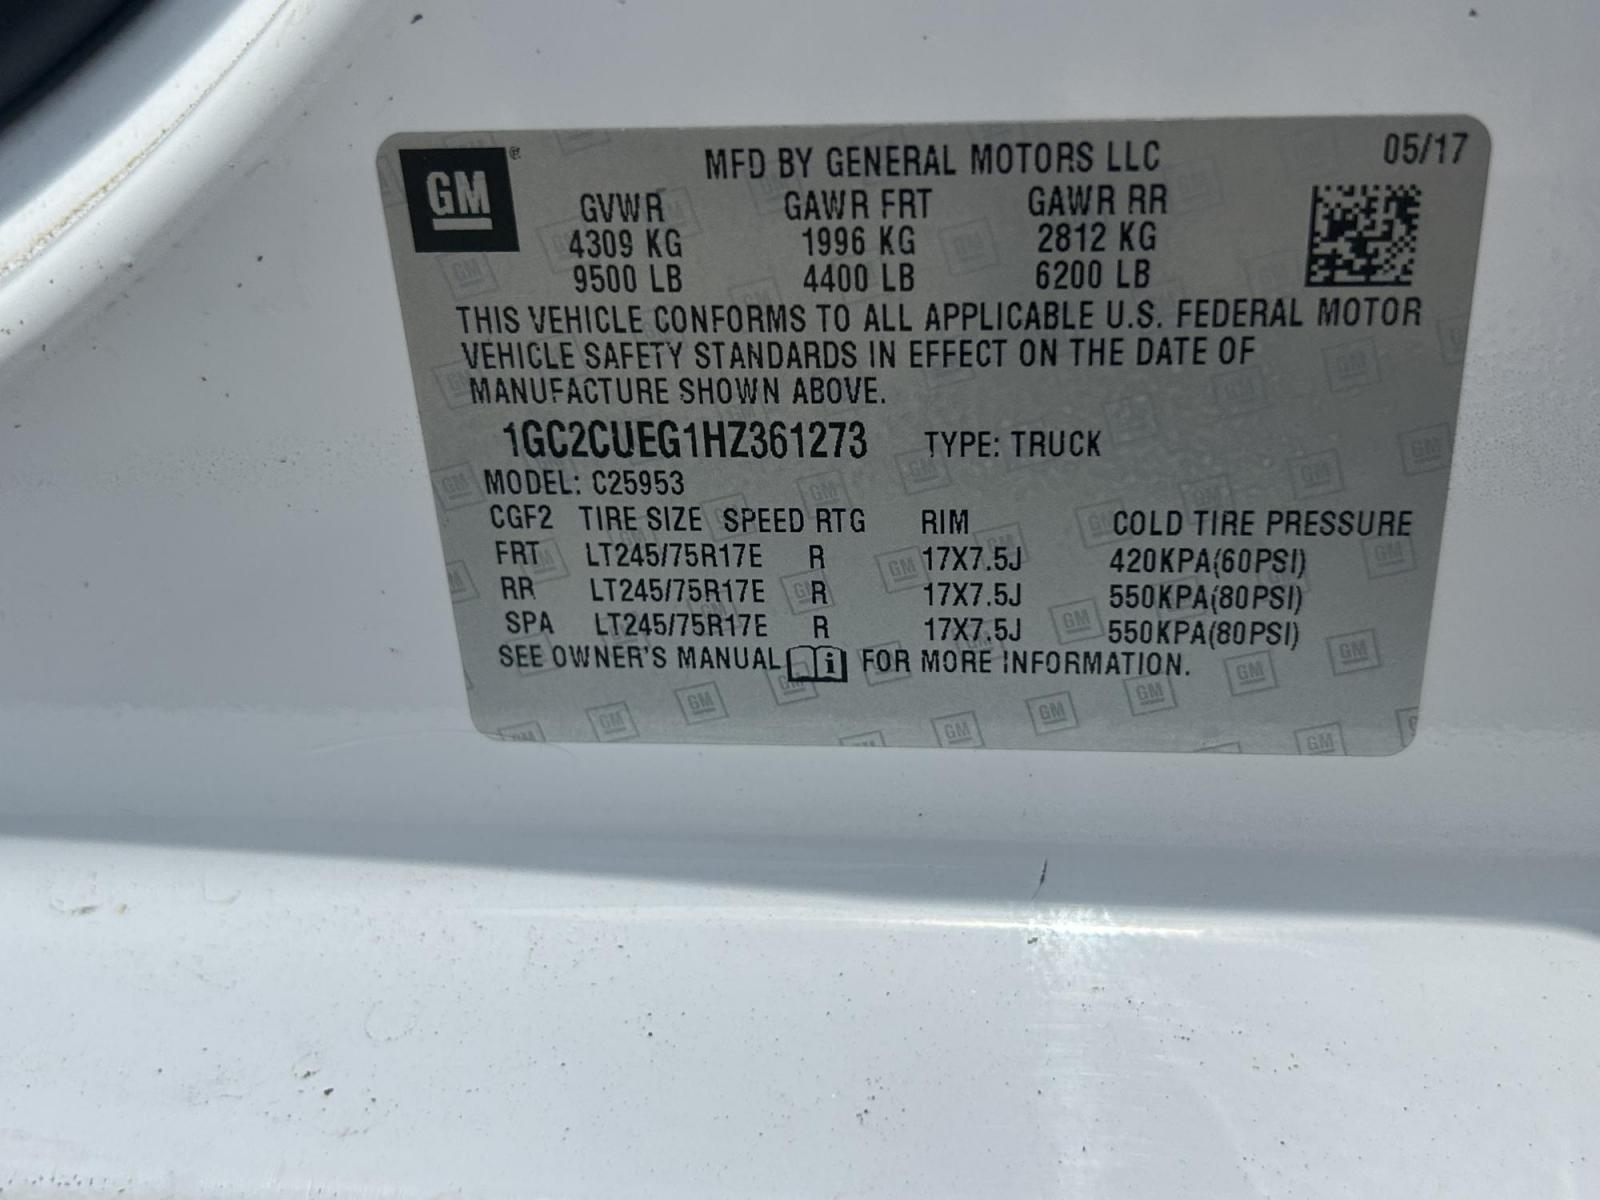 GM
MFD BY GENERAL MOTORS LLC 05/17
GVWR GAWR FRT GAWR RR
4309 KG 1996 KG 2812 KG
9500 LB 4400 LB 6200 LB
THIS VEHICLE CONFORMS TO ALL APPLICABLE U.S. FEDERAL MOTOR
VEHICLE SAFETY STANDARDS IN EFFECT ON THE DATE OF
MANUFACTURE SHOWN ABOVE.
1GC2CUEG1HZ361273 TYPE: TRUCK
MODEL: C25953
CGF2 TIRE SIZE SPEED RTG RIM COLD TIRE PRESSURE
FRT LT245/75R17E R 17X7.5J 420KPA(60PSI)
RR LT245/75R17E R 17X7.5J 550KPA(80PSI)
SPA LT245/75R17E R 17X7.5J 550KPA(80PSI)
SEE OWNER'S MANUAL i FOR MORE INFORMATION.